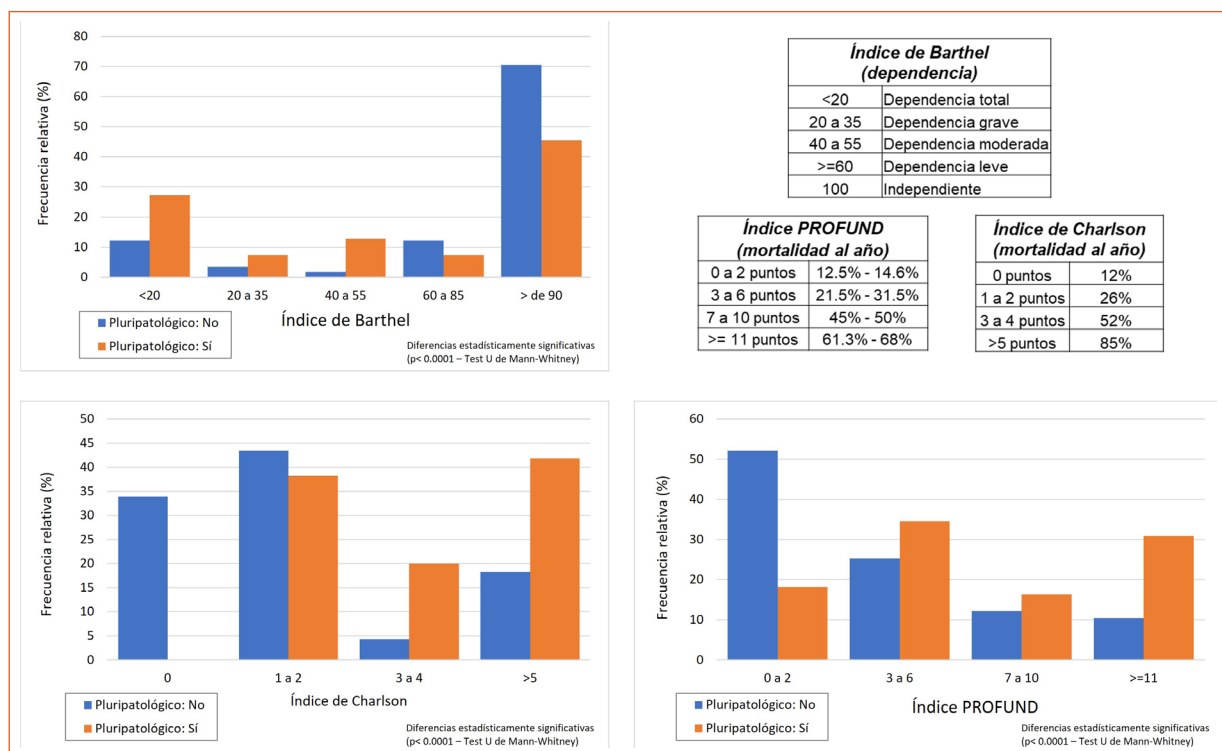 80
70
60
50
40
30
20
10
0
Frecuencia relativa (%)
<20
20 a 35
40 a 55
60 a 85
> de 90
Pluripatológico: No
Pluripatológico: Sí
Índice de Barthel
Diferencias estadísticamente significativas
(p< 0.0001 – Test U de Mann-Whitney)
Índice de Barthel
(dependencia)
<20 Dependencia total
20 a 35 Dependencia grave
40 a 55 Dependencia moderada
>=60 Dependencia leve
100 Independiente
Índice PROFUND
(mortalidad al año)
0 a 2 puntos 12.5% - 14.6%
3 a 6 puntos 21.5% - 31.5%
7 a 10 puntos 45% - 50%
>= 11 puntos 61.3% - 68%
Índice de Charlson
(mortalidad al año)
0 puntos 12%
1 a 2 puntos 26%
3 a 4 puntos 52%
>5 puntos 85%
50
45
40
35
30
25
20
15
10
5
0
Frecuencia relativa (%)
0
1 a 2
3 a 4
>5
Pluripatológico: No
Pluripatológico: Sí
Índice de Charlson
Diferencias estadísticamente significativas
(p< 0.0001 – Test U de Mann-Whitney)
60
50
40
30
20
10
0
Frecuencia relativa (%)
0 a 2
3 a 6
7 a 10
>=11
Pluripatológico: No
Pluripatológico: Sí
Índice PROFUND
Diferencias estadísticamente significativas
(p< 0.0001 – Test U de Mann-Whitney)